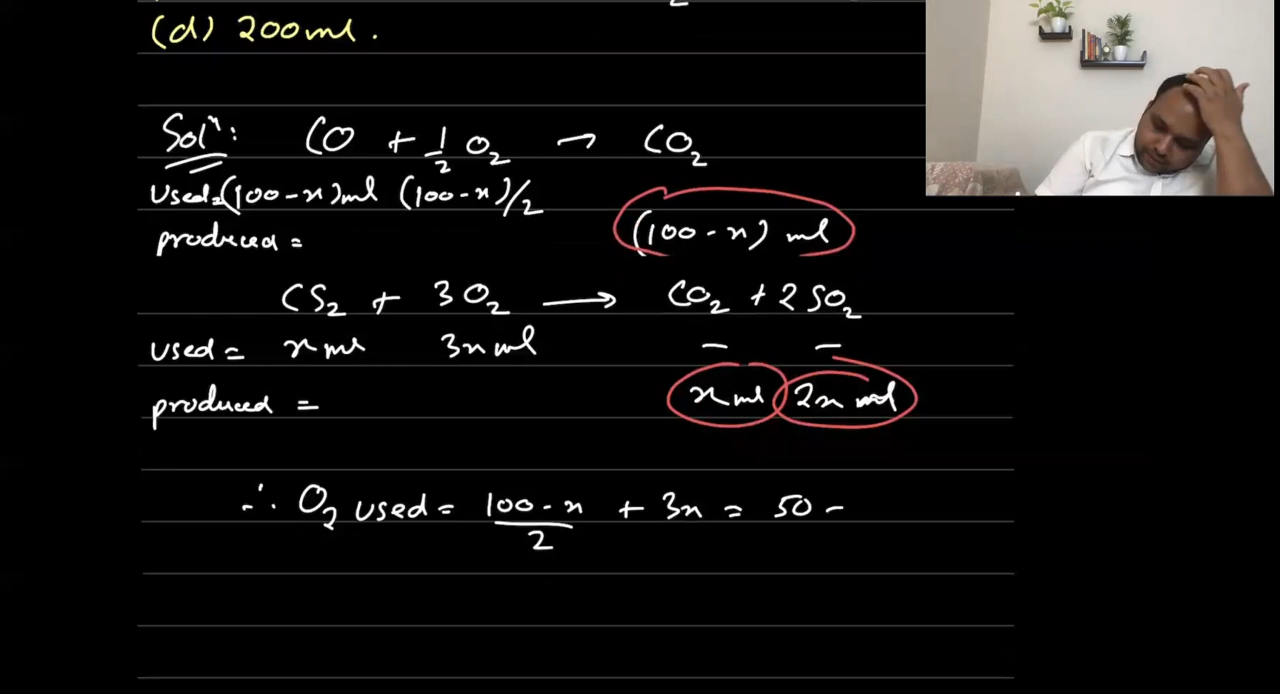 (d) 200ml.
Solⁿ: CO + 1/2 O₂ → CO₂
Used = (100-x)ml (100-x)/2
produced = (100-x) ml
CS₂ + 3O₂ → CO₂ + 2SO₂
used = x ml 3x ml - -
produced = x ml 2x ml
∴ O₂ used = (100-x)/2 + 3x = 50 -